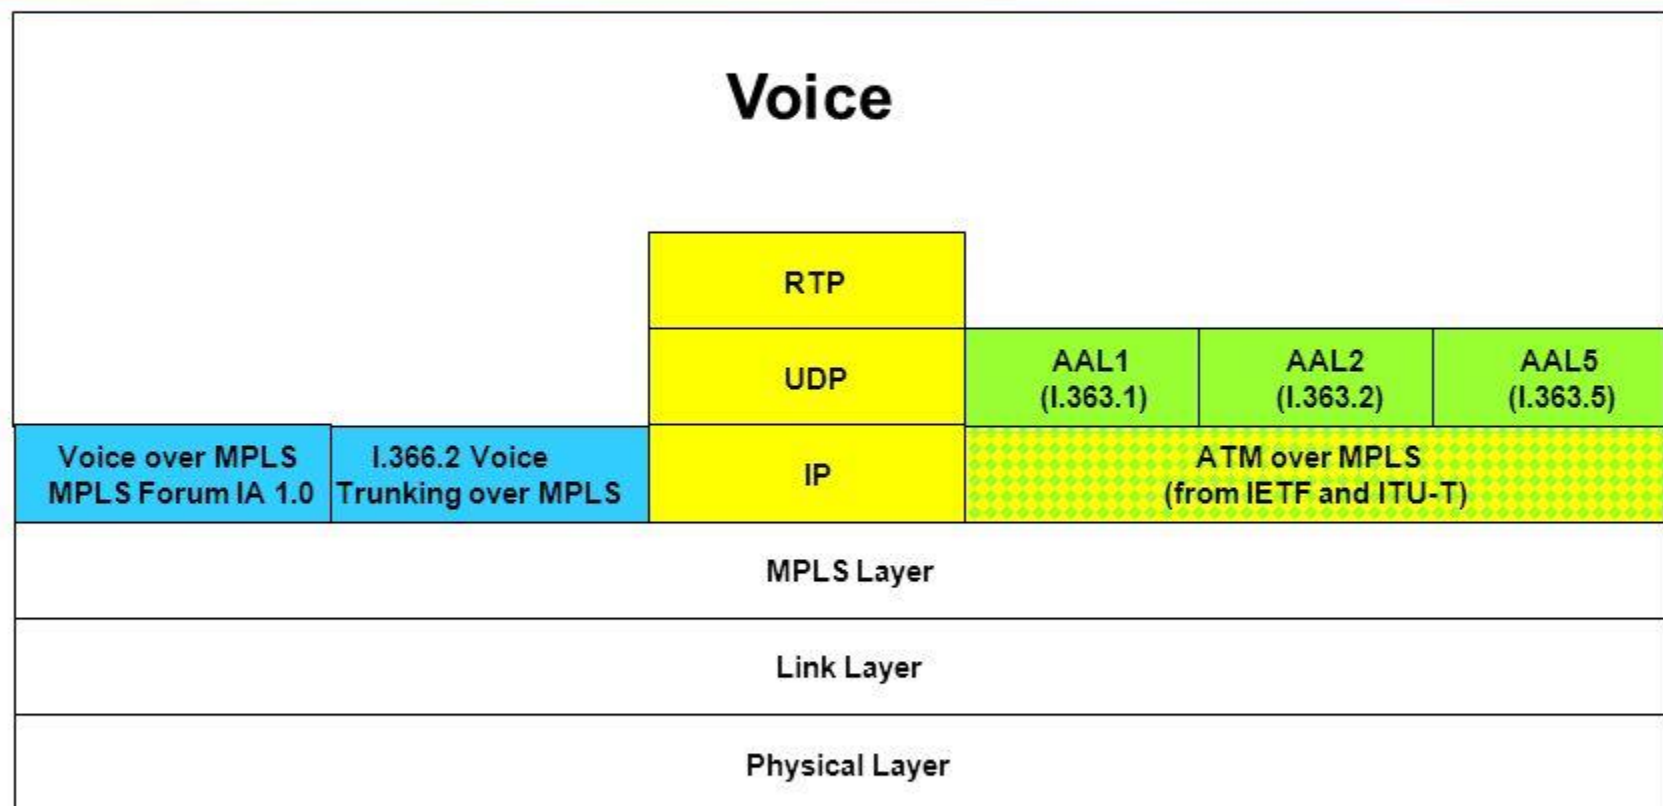 Voice
RTP
UDP
AAL1
(I.363.1)
AAL2
(I.363.2)
AAL5
(I.363.5)
Voice over MPLS
MPLS Forum IA 1.0
I.366.2 Voice
Trunking over MPLS
IP
ATM over MPLS
(from IETF and ITU-T)
MPLS Layer
Link Layer
Physical Layer